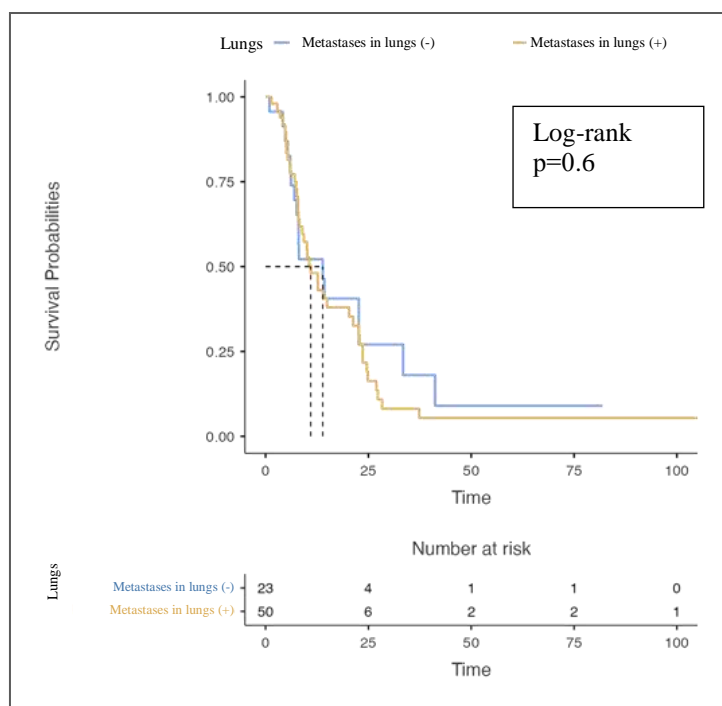 Lungs Metastases in lungs (-) Metastases in lungs (+)
Log-rank
p=0.6
Survival Probabilities
1.00
0.75
0.50
0.25
0.00
0 25 50 75 100
Time
Number at risk
Lungs
Metastases in lungs (-) 23 4 1 1 0
Metastases in lungs (+) 50 6 2 2 1
0 25 50 75 100
Time